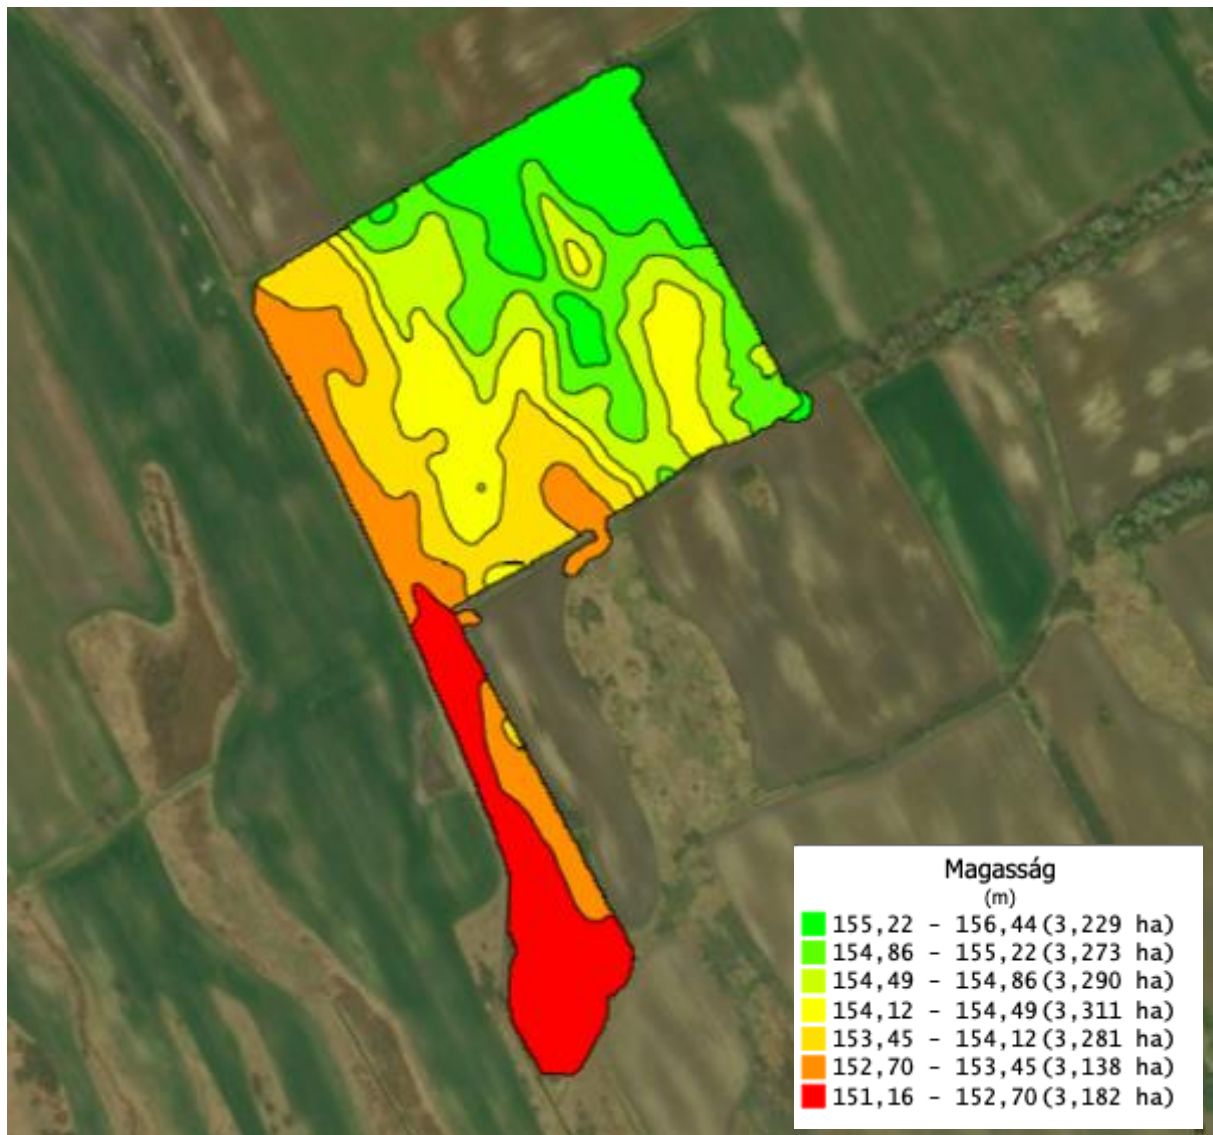 Magasság
(m)
155,22 - 156,44(3,229 ha)
154,86 - 155,22(3,273 ha)
154,49 - 154,86(3,290 ha)
154,12 - 154,49(3,311 ha)
153,45 - 154,12(3,281 ha)
152,70 - 153,45(3,138 ha)
151,16 - 152,70(3,182 ha)